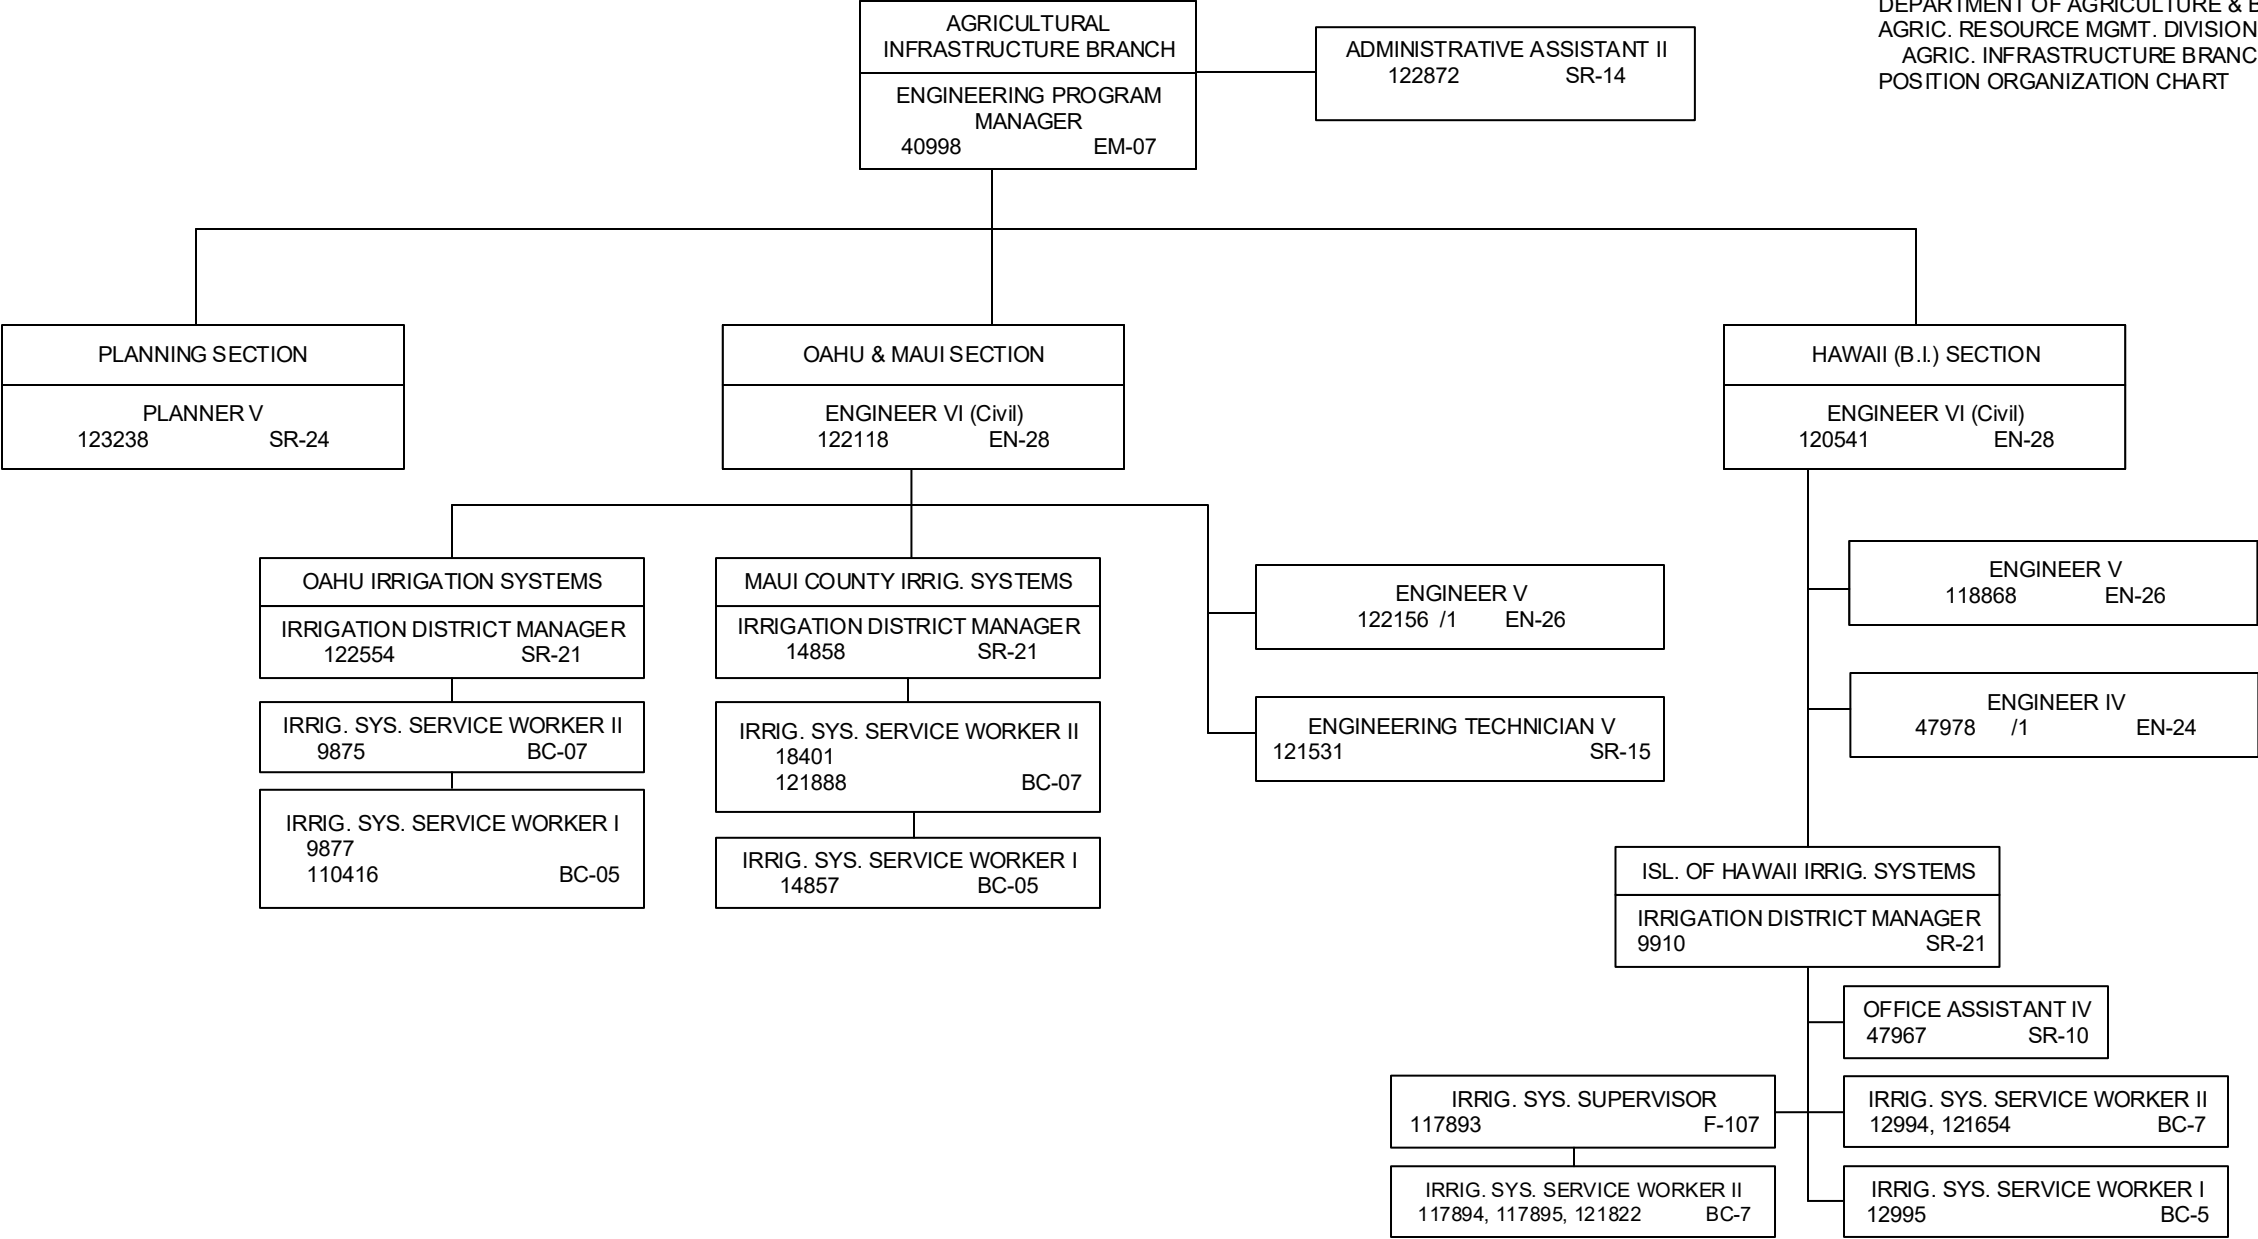 DEPARTMENT OF AGRICULTURE & B
AGRIC. RESOURCE MGMT. DIVISION
AGRIC. INFRASTRUCTURE BRANC
POSITION ORGANIZATION CHART
AGRICULTURAL
INFRASTRUCTURE BRANCH
ENGINEERING PROGRAM
MANAGER
40998 EM-07
ADMINISTRATIVE ASSISTANT II
122872 SR-14
PLANNING SECTION
PLANNER V
123238 SR-24
OAHU & MAUI SECTION
ENGINEER VI (Civil)
122118 EN-28
HAWAII (B.I.) SECTION
ENGINEER VI (Civil)
120541 EN-28
OAHU IRRIGATION SYSTEMS
IRRIGATION DISTRICT MANAGER
122554 SR-21
IRRIG. SYS. SERVICE WORKER II
9875 BC-07
IRRIG. SYS. SERVICE WORKER I
9877
110416 BC-05
MAUI COUNTY IRRIG. SYSTEMS
IRRIGATION DISTRICT MANAGER
14858 SR-21
IRRIG. SYS. SERVICE WORKER II
18401
121888 BC-07
IRRIG. SYS. SERVICE WORKER I
14857 BC-05
ENGINEER V
122156 /1 EN-26
ENGINEERING TECHNICIAN V
121531 SR-15
ENGINEER V
118868 EN-26
ENGINEER IV
47978 /1 EN-24
ISL. OF HAWAII IRRIG. SYSTEMS
IRRIGATION DISTRICT MANAGER
9910 SR-21
OFFICE ASSISTANT IV
47967 SR-10
IRRIG. SYS. SUPERVISOR
117893 F-107
IRRIG. SYS. SERVICE WORKER II
117894, 117895, 121822 BC-7
IRRIG. SYS. SERVICE WORKER II
12994, 121654 BC-7
IRRIG. SYS. SERVICE WORKER I
12995 BC-5